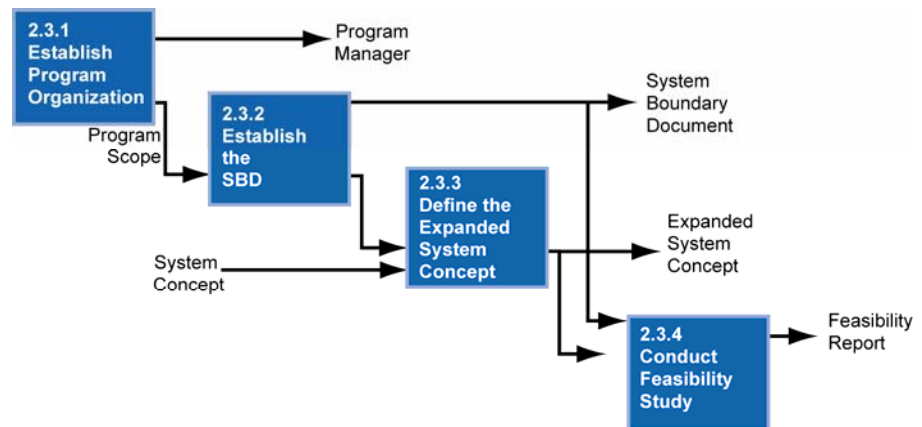 2.3.1
Establish
Program
Organization
Program
Manager
Program
Scope
2.3.2
Establish
the
SBD
System
Boundary
Document
2.3.3
Define the
Expanded
System
Concept
System
Concept
Expanded
System
Concept
2.3.4
Conduct
Feasibility
Study
Feasibility
Report